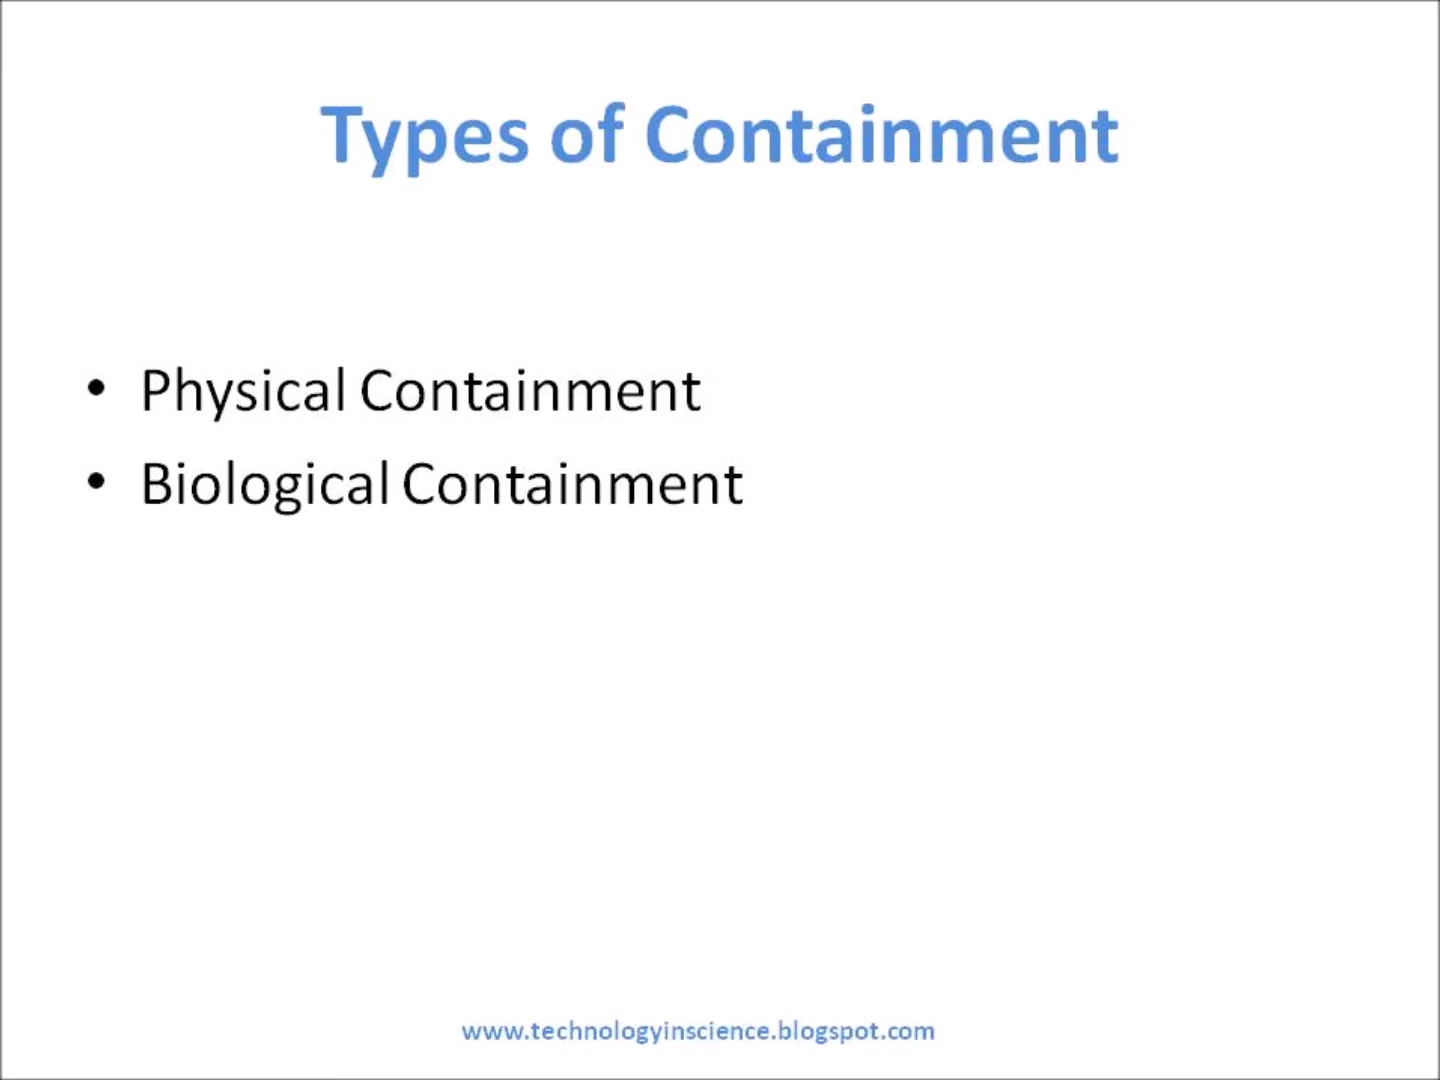 Types of Containment
• Physical Containment
• Biological Containment
www.technologyinscience.blogspot.com